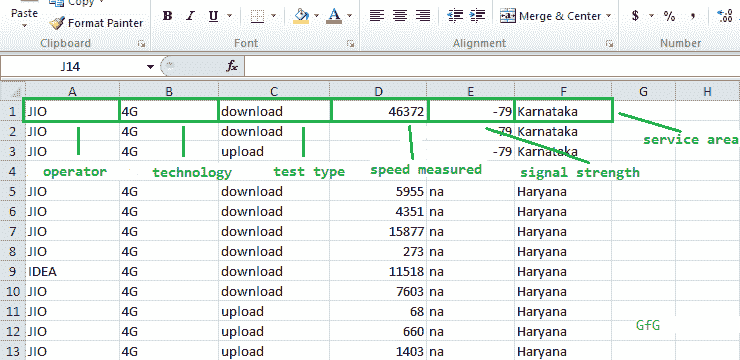 Copy
Paste
Format Painter
B I U
A
Merge & Center
$ % , .00
Clipboard
Font
Alignment
Number
J14
fx
A B C D E F G H
1 JIO 4G download 46372 -79 Karnataka
service area
2 JIO 4G download -79 Karnataka
3 JIO 4G upload -79 Karnataka
4 operator technology test type speed measured signal strength
5 JIO 4G download 5955 na Haryana
6 JIO 4G download 4351 na Haryana
7 JIO 4G download 15877 na Haryana
8 JIO 4G download 273 na Haryana
9 IDEA 4G download 11518 na Haryana
10 JIO 4G download 7603 na Haryana
11 JIO 4G upload 68 na Haryana
12 JIO 4G upload 660 na Haryana
GfG
13 JIO 4G upload 1403 na Haryana